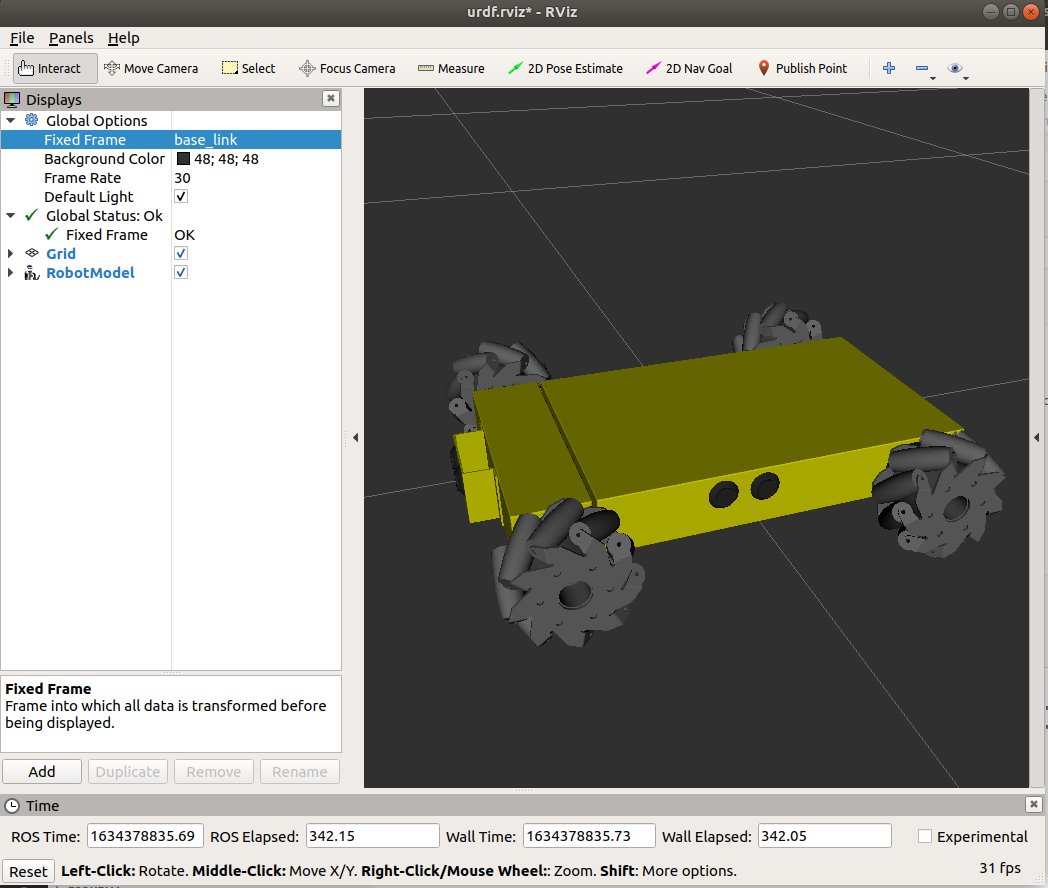 urdf.rviz* - RViz
File Panels Help
Interact Move Camera Select Focus Camera Measure 2D Pose Estimate 2D Nav Goal Publish Point
Displays
Global Options
Fixed Frame base_link
Background Color 48; 48; 48
Frame Rate 30
Default Light
Global Status: Ok
Fixed Frame OK
Grid
RobotModel
Fixed Frame
Frame into which all data is transformed before
being displayed.
Add Duplicate Remove Rename
Time
ROS Time: 1634378835.69 ROS Elapsed: 342.15 Wall Time: 1634378835.73 Wall Elapsed: 342.05 Experimental
Reset Left-Click: Rotate. Middle-Click: Move X/Y. Right-Click/Mouse Wheel:: Zoom. Shift: More options. 31 fps